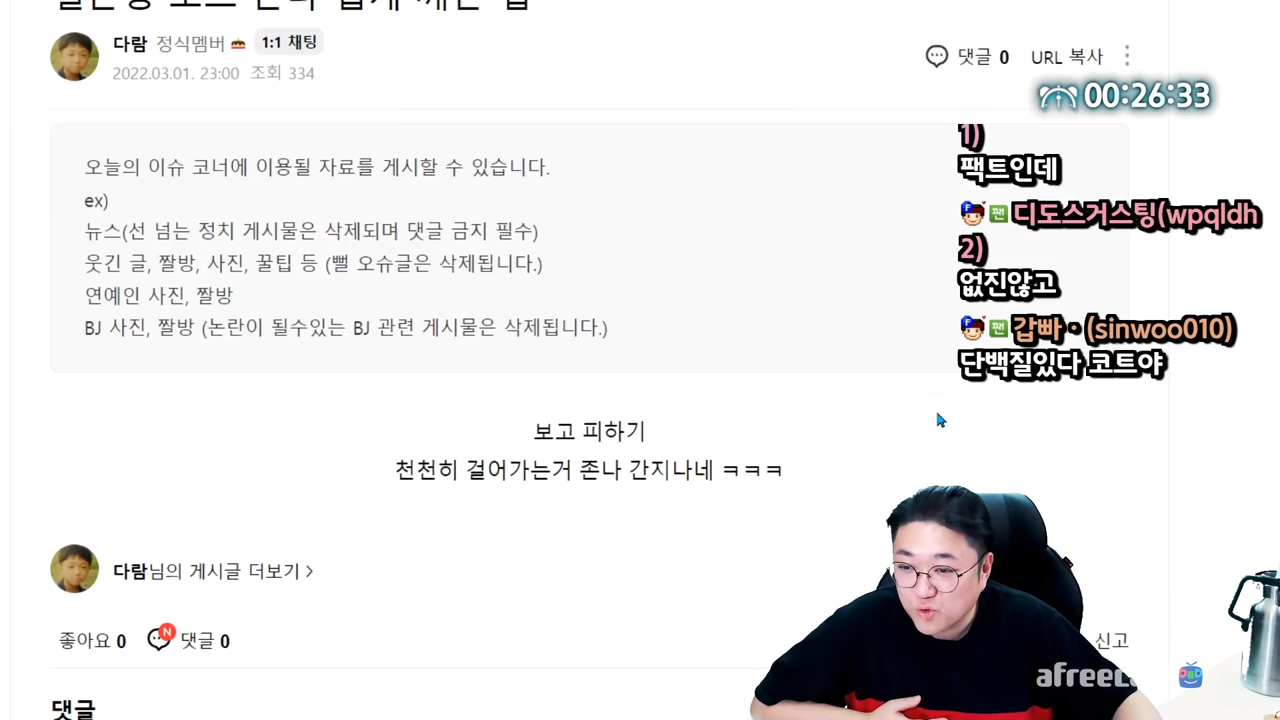 다람 정식멤버 1:1 채팅
2022.03.01. 23:00 조회 334
댓글 0 URL 복사
00:26:33
오늘의 이슈 코너에 이용될 자료를 게시할 수 있습니다.
ex)
뉴스(선 넘는 정치 게시물은 삭제되며 댓글 금지 필수)
웃긴 글, 짤방, 사진, 꿀팁 등 (뻘 오슈글은 삭제됩니다.)
연예인 사진, 짤방
BJ 사진, 짤방 (논란이 될수있는 BJ 관련 게시물은 삭제됩니다.)
1)
팩트인데
F 팬 디도스거스팅(wpqldh
2)
없진않고
F 팬 갑빠•(sinwoo010)
단백질있다 코트야
보고 피하기
천천히 걸어가는거 존나 간지나네 ㅋㅋㅋ
다람님의 게시글 더보기 >
좋아요 0 N 댓글 0
신고
댓글